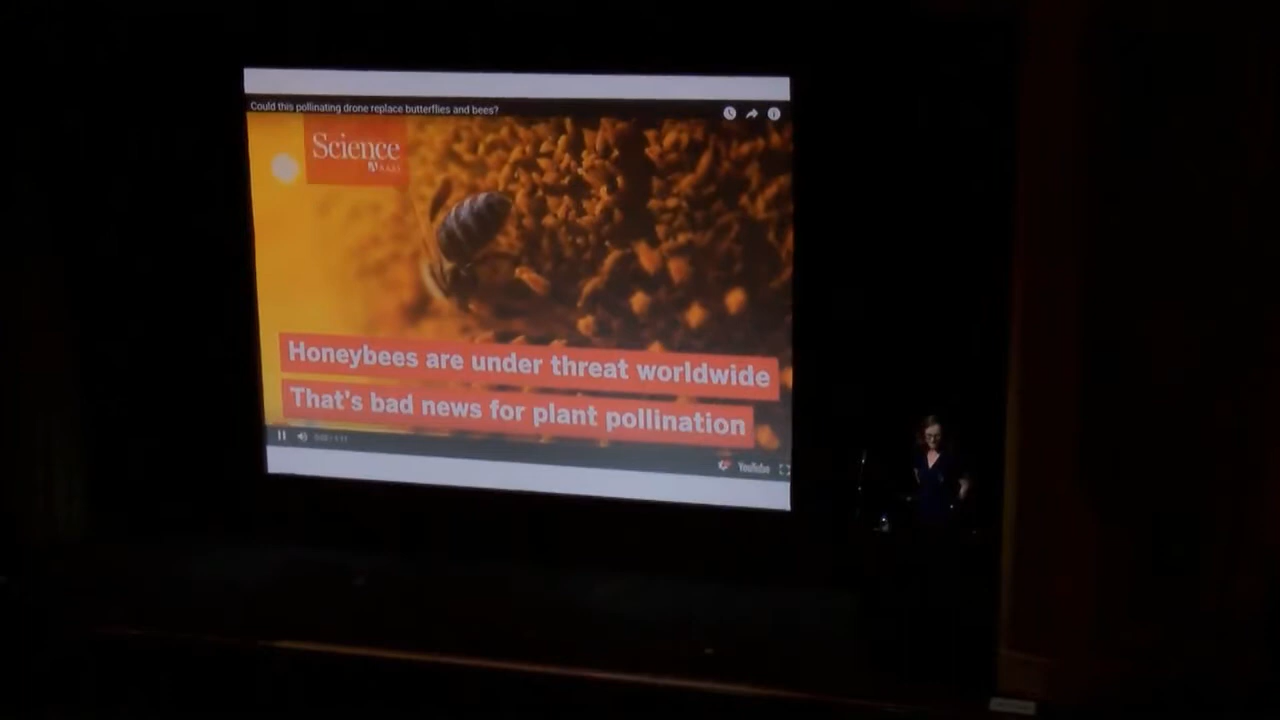 Could this pollinating drone replace butterflies and bees?
Science
AAAS
Honeybees are under threat worldwide
That's bad news for plant pollination
YouTube